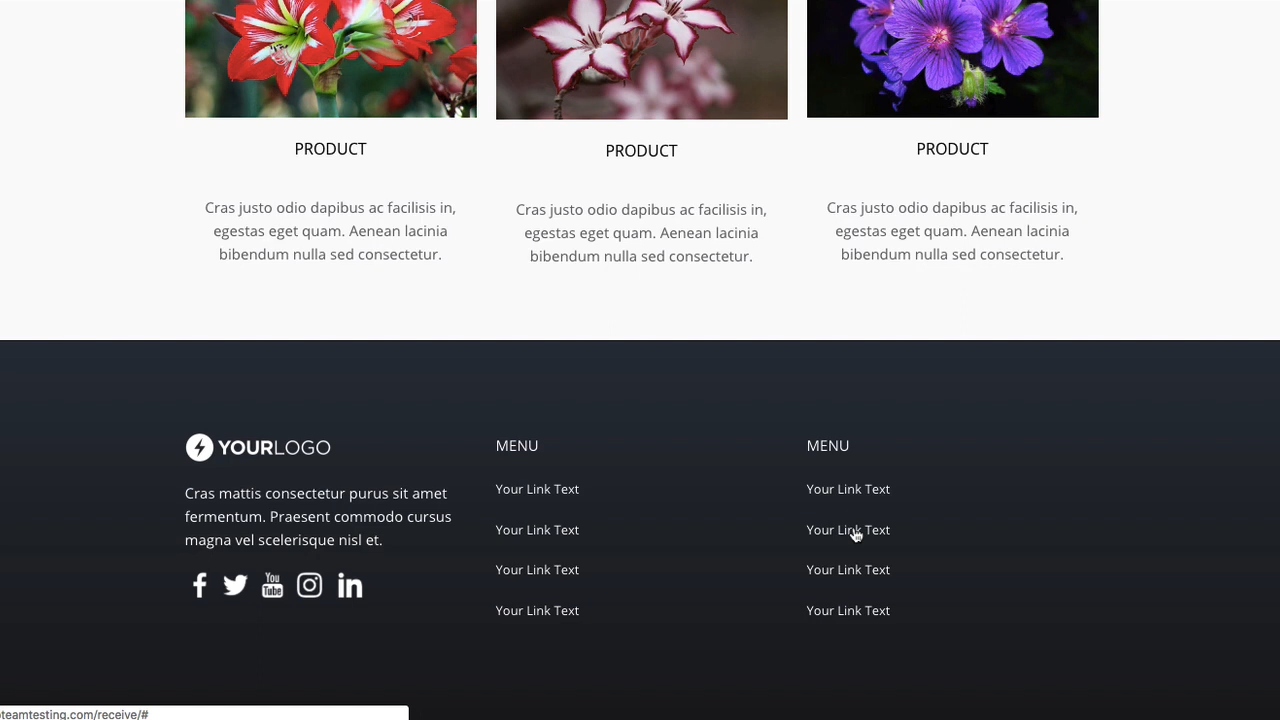 PRODUCT
Cras justo odio dapibus ac facilisis in,
egestas eget quam. Aenean lacinia
bibendum nulla sed consectetur.
PRODUCT
Cras justo odio dapibus ac facilisis in,
egestas eget quam. Aenean lacinia
bibendum nulla sed consectetur.
PRODUCT
Cras justo odio dapibus ac facilisis in,
egestas eget quam. Aenean lacinia
bibendum nulla sed consectetur.
YOURLOGO
Cras mattis consectetur purus sit amet
fermentum. Praesent commodo cursus
magna vel scelerisque nisl et.
You
Tube
MENU
Your Link Text
Your Link Text
Your Link Text
Your Link Text
MENU
Your Link Text
Your Link Text
Your Link Text
Your Link Text
teamtesting.com/receive/#